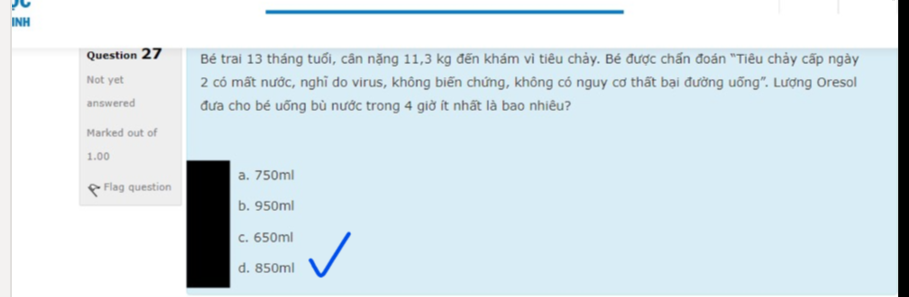 INH
Question 27
Not yet
answered
Marked out of
1.00
Flag question
Bé trai 13 tháng tuổi, cân nặng 11,3 kg đến khám vì tiêu chảy. Bé được chẩn đoán "Tiêu chảy cấp ngày
2 có mất nước, nghĩ do virus, không biến chứng, không có nguy cơ thất bại đường uống". Lượng Oresol
đưa cho bé uống bù nước trong 4 giờ ít nhất là bao nhiêu?
a. 750ml
b. 950ml
c. 650ml
d. 850ml